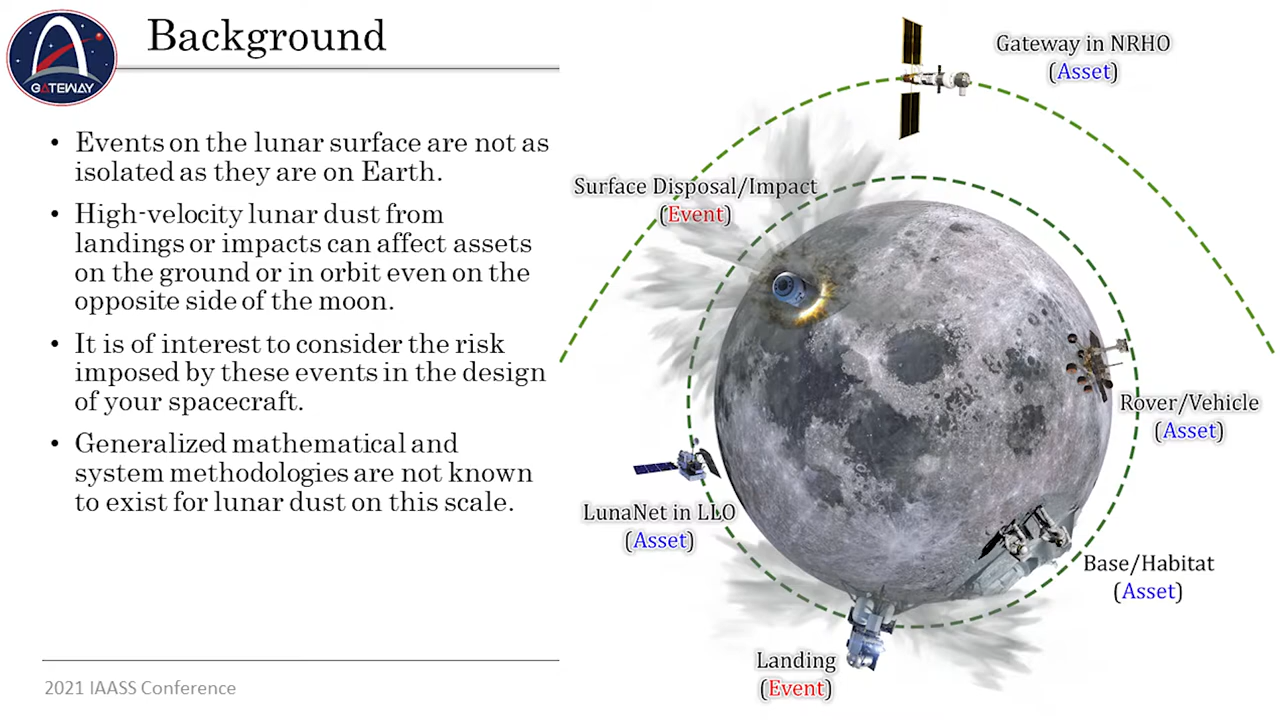 GATEWAY
Background
• Events on the lunar surface are not as
isolated as they are on Earth.
• High-velocity lunar dust from
landings or impacts can affect assets
on the ground or in orbit even on the
opposite side of the moon.
• It is of interest to consider the risk
imposed by these events in the design
of your spacecraft.
• Generalized mathematical and
system methodologies are not known
to exist for lunar dust on this scale.
2021 IAASS Conference
Gateway in NRHO
(Asset)
Surface Disposal/Impact
(Event)
Rover/Vehicle
(Asset)
LunaNet in LLO
(Asset)
Base/Habitat
(Asset)
Landing
(Event)